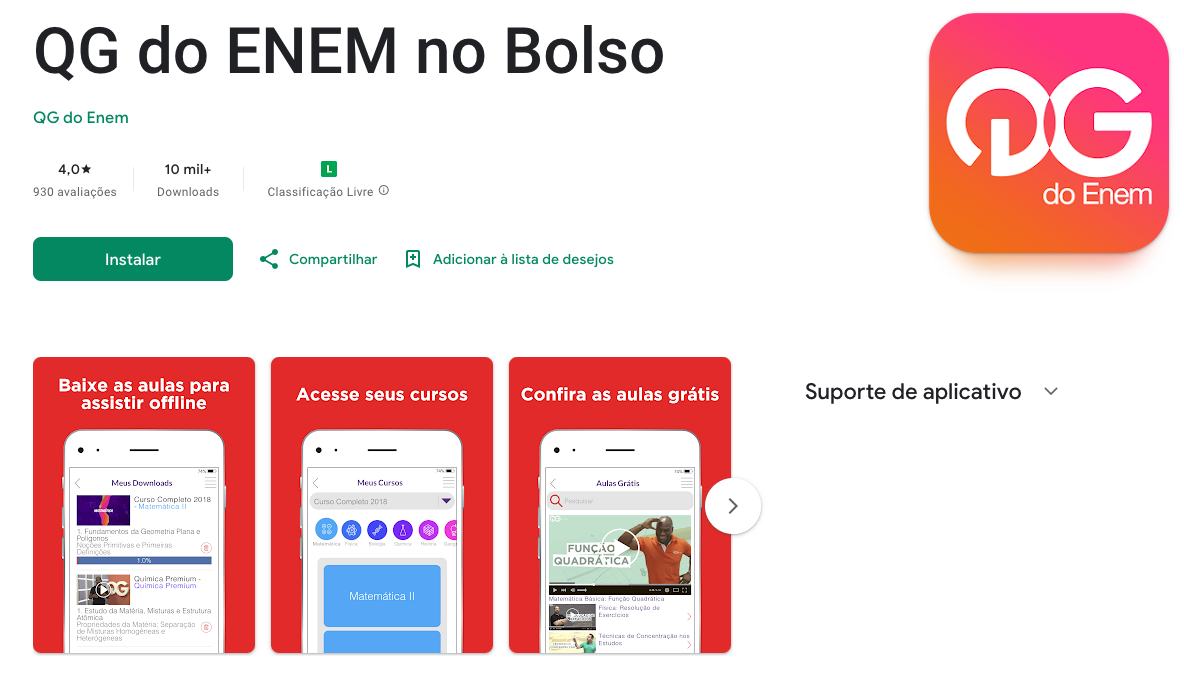 QG do ENEM no Bolso
QG do Enem
4,0★
930 avaliações
10 mil+
Downloads
L
Classificação Livre
Instalar
Compartilhar
Adicionar à lista de desejos
QG
do Enem
Baixe as aulas para
assistir offline
Meus Downloads
Curso Completo 2018
- Matemática II
1. Fundamentos da Geometria Plana e
Polígonos
Noções Primitivas e Primeiras
Definições
1.0%
Química Premium -
Química Premium
1. Estudo da Matéria, Misturas e Estrutura
Atômica
Propriedades da Matéria: Separação
de Misturas Homogêneas e
Heterogêneas
Acesse seus cursos
Meus Cursos
Curso Completo 2018
Matemática
Física
Biologia
Química
História
Matemática II
Confira as aulas grátis
Aulas Grátis
Pesquisar
FUNÇÃO
QUADRÁTICA
Matemática Básica: Função Quadrática
Física: Resolução de
Exercícios
Técnicas de Concentração nos
Estudos
Suporte de aplicativo